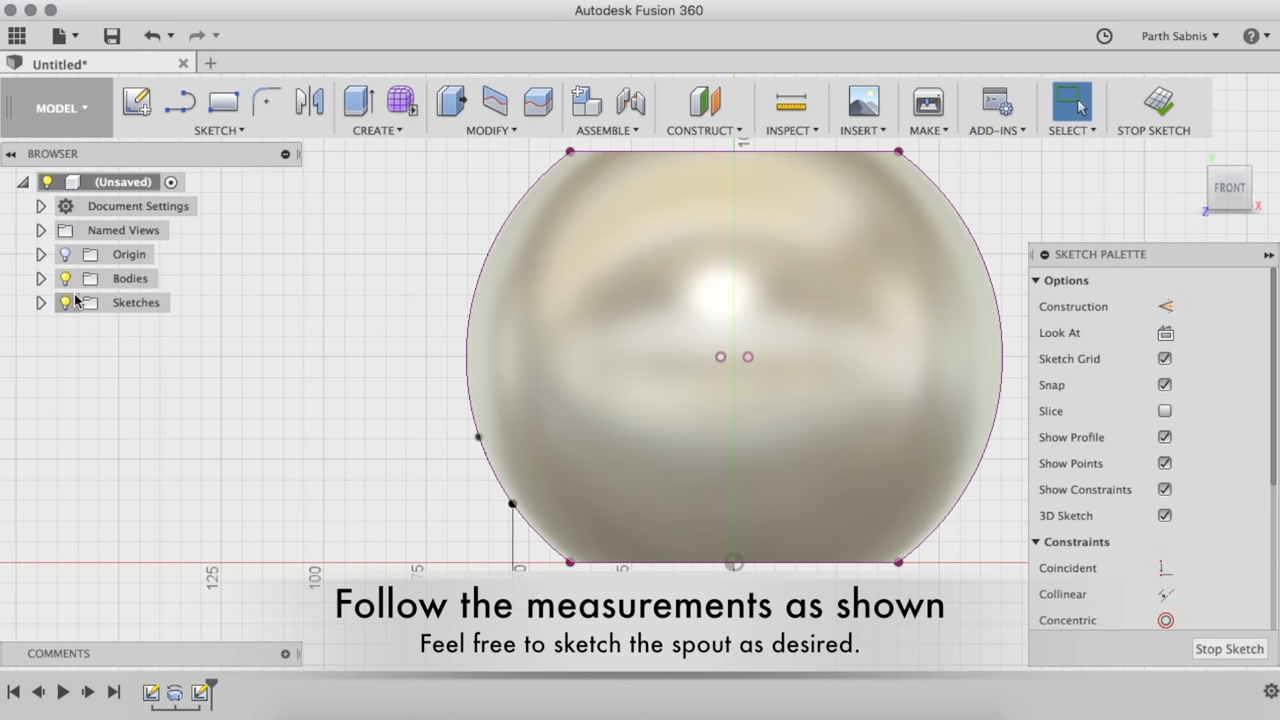 Autodesk Fusion 360
Parth Sabnis
Untitled*
MODEL
SKETCH
CREATE
MODIFY
ASSEMBLE
CONSTRUCT
INSPECT
INSERT
MAKE
ADD-INS
SELECT
STOP SKETCH
BROWSER
(Unsaved)
Document Settings
Named Views
Origin
Bodies
Sketches
FRONT
X
Y
Z
SKETCH PALETTE
Options
Construction
Look At
Sketch Grid
Snap
Slice
Show Profile
Show Points
Show Constraints
3D Sketch
Constraints
Coincident
Collinear
Concentric
125
100
75
Follow the measurements as shown
Feel free to sketch the spout as desired.
Stop Sketch
COMMENTS